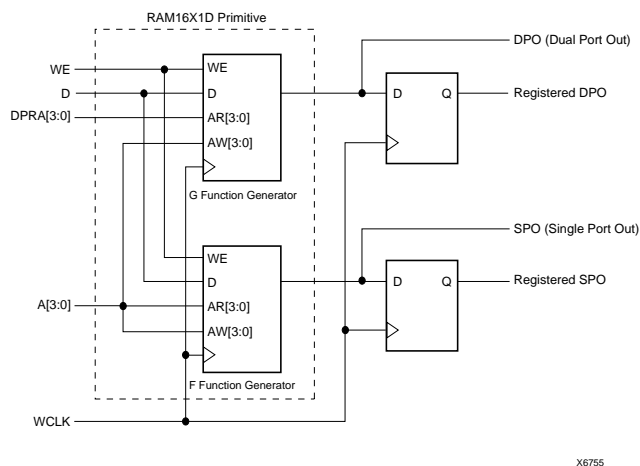 RAM16X1D Primitive
DPO (Dual Port Out)
WE
WE
D
D
D
Q
Registered DPO
DPRA[3:0]
AR[3:0]
AW[3:0]
G Function Generator
SPO (Single Port Out)
WE
D
D
Q
Registered SPO
A[3:0]
AR[3:0]
AW[3:0]
F Function Generator
WCLK
X6755